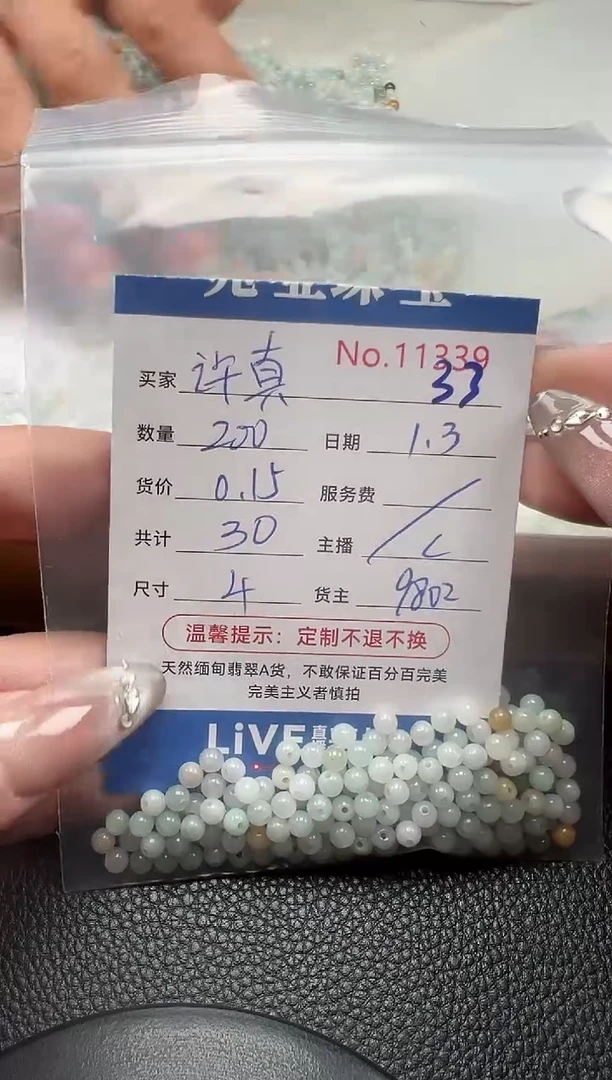 No.11339
买家 许真 33
数量 200 日期 1.3
货价 0.15 服务费 /
共计 30 主播 L
尺寸 4 货主 9802
温馨提示：定制不退不换
天然缅甸翡翠A货，不敢保证百分百完美
完美主义者慎拍
LiVE 直播